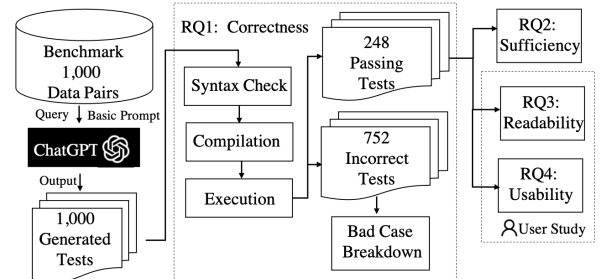 Benchmark
1,000
Data Pairs
Query
Basic Prompt
ChatGPT
Output
1,000
Generated
Tests
RQ1: Correctness
Syntax Check
Compilation
Execution
248
Passing
Tests
752
Incorrect
Tests
Bad Case
Breakdown
RQ2:
Sufficiency
RQ3:
Readability
RQ4:
Usability
User Study